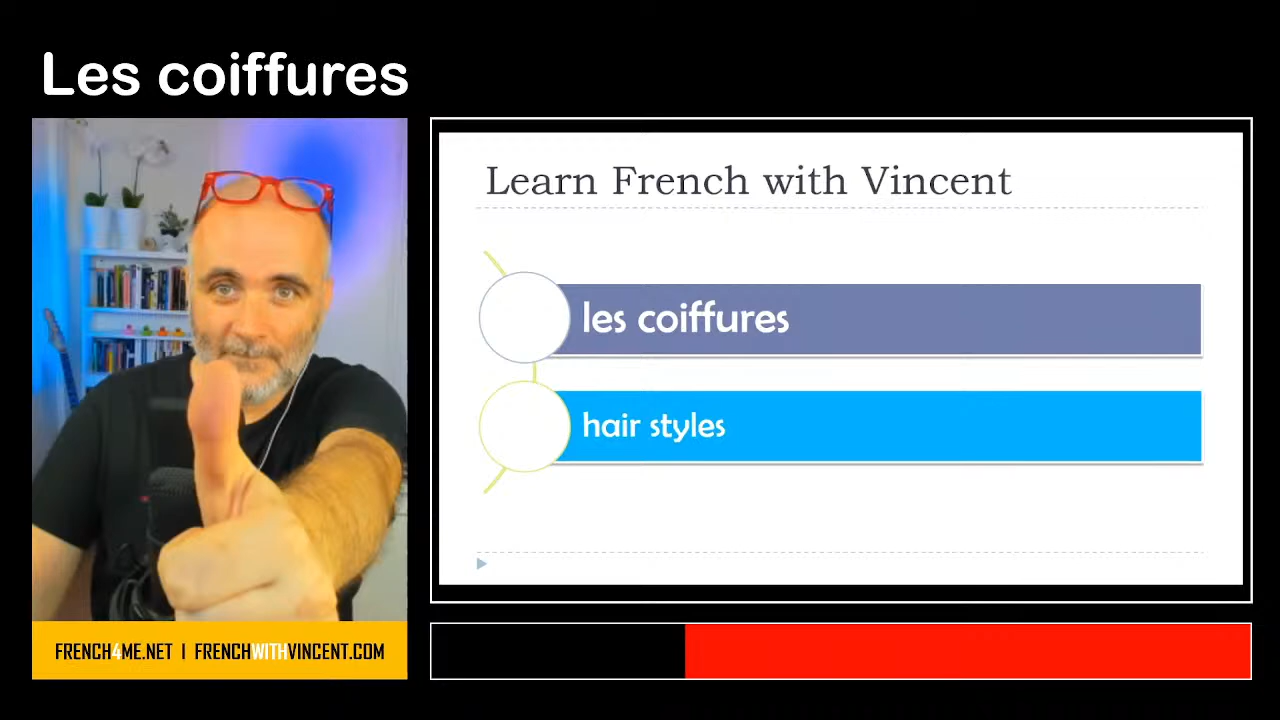 Les coiffures
Learn French with Vincent
les coiffures
hair styles
FRENCH4ME.NET | FRENCHWITHVINCENT.COM